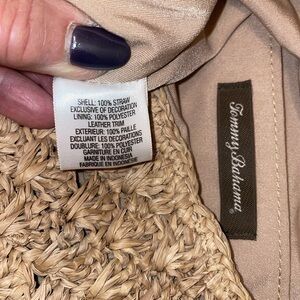 SHELL: 100% STRAW
EXCLUSIVE OF DECORATION
LINING: 100% POLYESTER
LEATHER TRIM
EXTERIEUR: 100% PAILLE
EXCLUANT LES DECORATIONS
DOUBLURE: 100% POLYESTER
GARNITURE EN CUIR
MADE IN INDONESIA
FABRIQUE EN INDONESIE
Tommy Bahama®